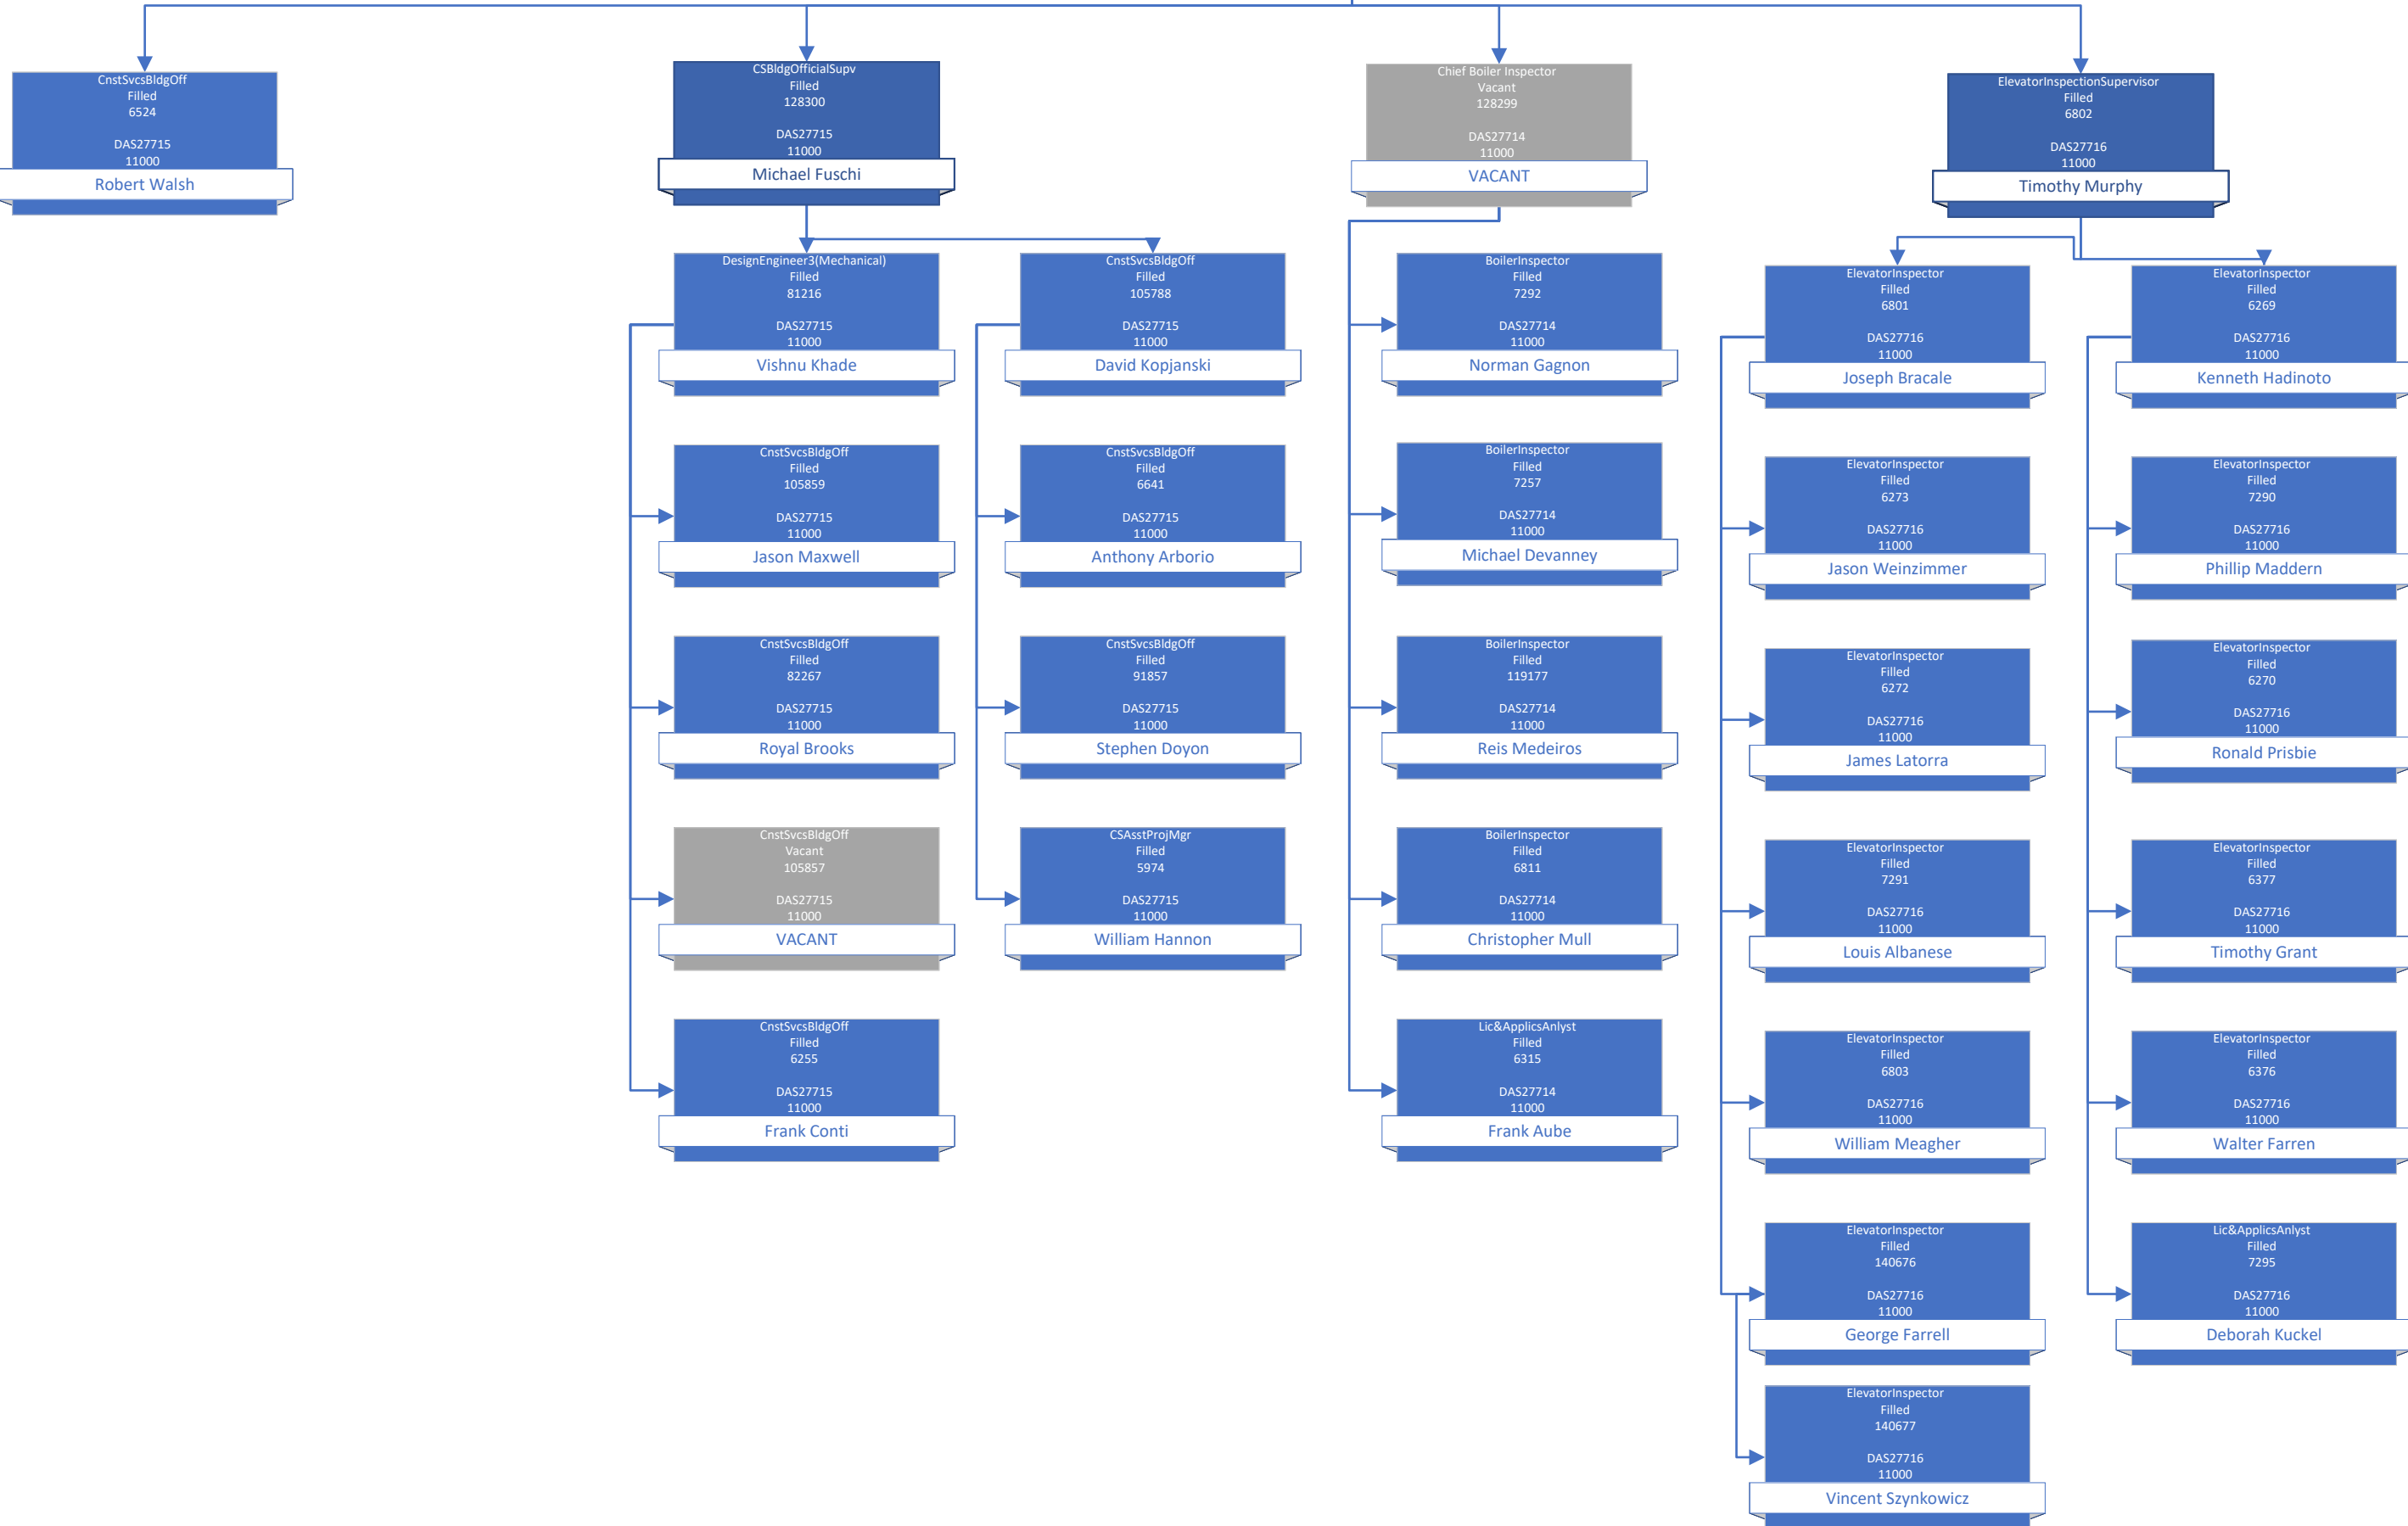 CnstSvcsBldgOff
Filled
6524
DAS27715
11000
Robert Walsh
CSBldgOfficialSupv
Filled
128300
DAS27715
11000
Michael Fuschi
Chief Boiler Inspector
Vacant
128299
DAS27714
11000
VACANT
ElevatorInspectionSupervisor
Filled
6802
DAS27716
11000
Timothy Murphy
DesignEngineer3(Mechanical)
Filled
81216
DAS27715
11000
Vishnu Khade
CnstSvcsBldgOff
Filled
105788
DAS27715
11000
David Kopjanski
BoilerInspector
Filled
7292
DAS27714
11000
Norman Gagnon
ElevatorInspector
Filled
6801
DAS27716
11000
Joseph Bracale
ElevatorInspector
Filled
6269
DAS27716
11000
Kenneth Hadinoto
CnstSvcsBldgOff
Filled
105859
DAS27715
11000
Jason Maxwell
CnstSvcsBldgOff
Filled
6641
DAS27715
11000
Anthony Arborio
BoilerInspector
Filled
7257
DAS27714
11000
Michael Devanney
ElevatorInspector
Filled
6273
DAS27716
11000
Jason Weinzimmer
ElevatorInspector
Filled
7290
DAS27716
11000
Phillip Maddern
CnstSvcsBldgOff
Filled
82267
DAS27715
11000
Royal Brooks
CnstSvcsBldgOff
Filled
91857
DAS27715
11000
Stephen Doyon
BoilerInspector
Filled
119177
DAS27714
11000
Reis Medeiros
ElevatorInspector
Filled
6272
DAS27716
11000
James Latorra
ElevatorInspector
Filled
6270
DAS27716
11000
Ronald Prisbie
CnstSvcsBldgOff
Vacant
105857
DAS27715
11000
VACANT
CSAsstProjMgr
Filled
5974
DAS27715
11000
William Hannon
BoilerInspector
Filled
6811
DAS27714
11000
Christopher Mull
ElevatorInspector
Filled
7291
DAS27716
11000
Louis Albanese
ElevatorInspector
Filled
6377
DAS27716
11000
Timothy Grant
CnstSvcsBldgOff
Filled
6255
DAS27715
11000
Frank Conti
Lic&ApplicsAnlyst
Filled
6315
DAS27714
11000
Frank Aube
ElevatorInspector
Filled
6803
DAS27716
11000
William Meagher
ElevatorInspector
Filled
6376
DAS27716
11000
Walter Farren
ElevatorInspector
Filled
140676
DAS27716
11000
George Farrell
Lic&ApplicsAnlyst
Filled
7295
DAS27716
11000
Deborah Kuckel
ElevatorInspector
Filled
140677
DAS27716
11000
Vincent Szynkowicz